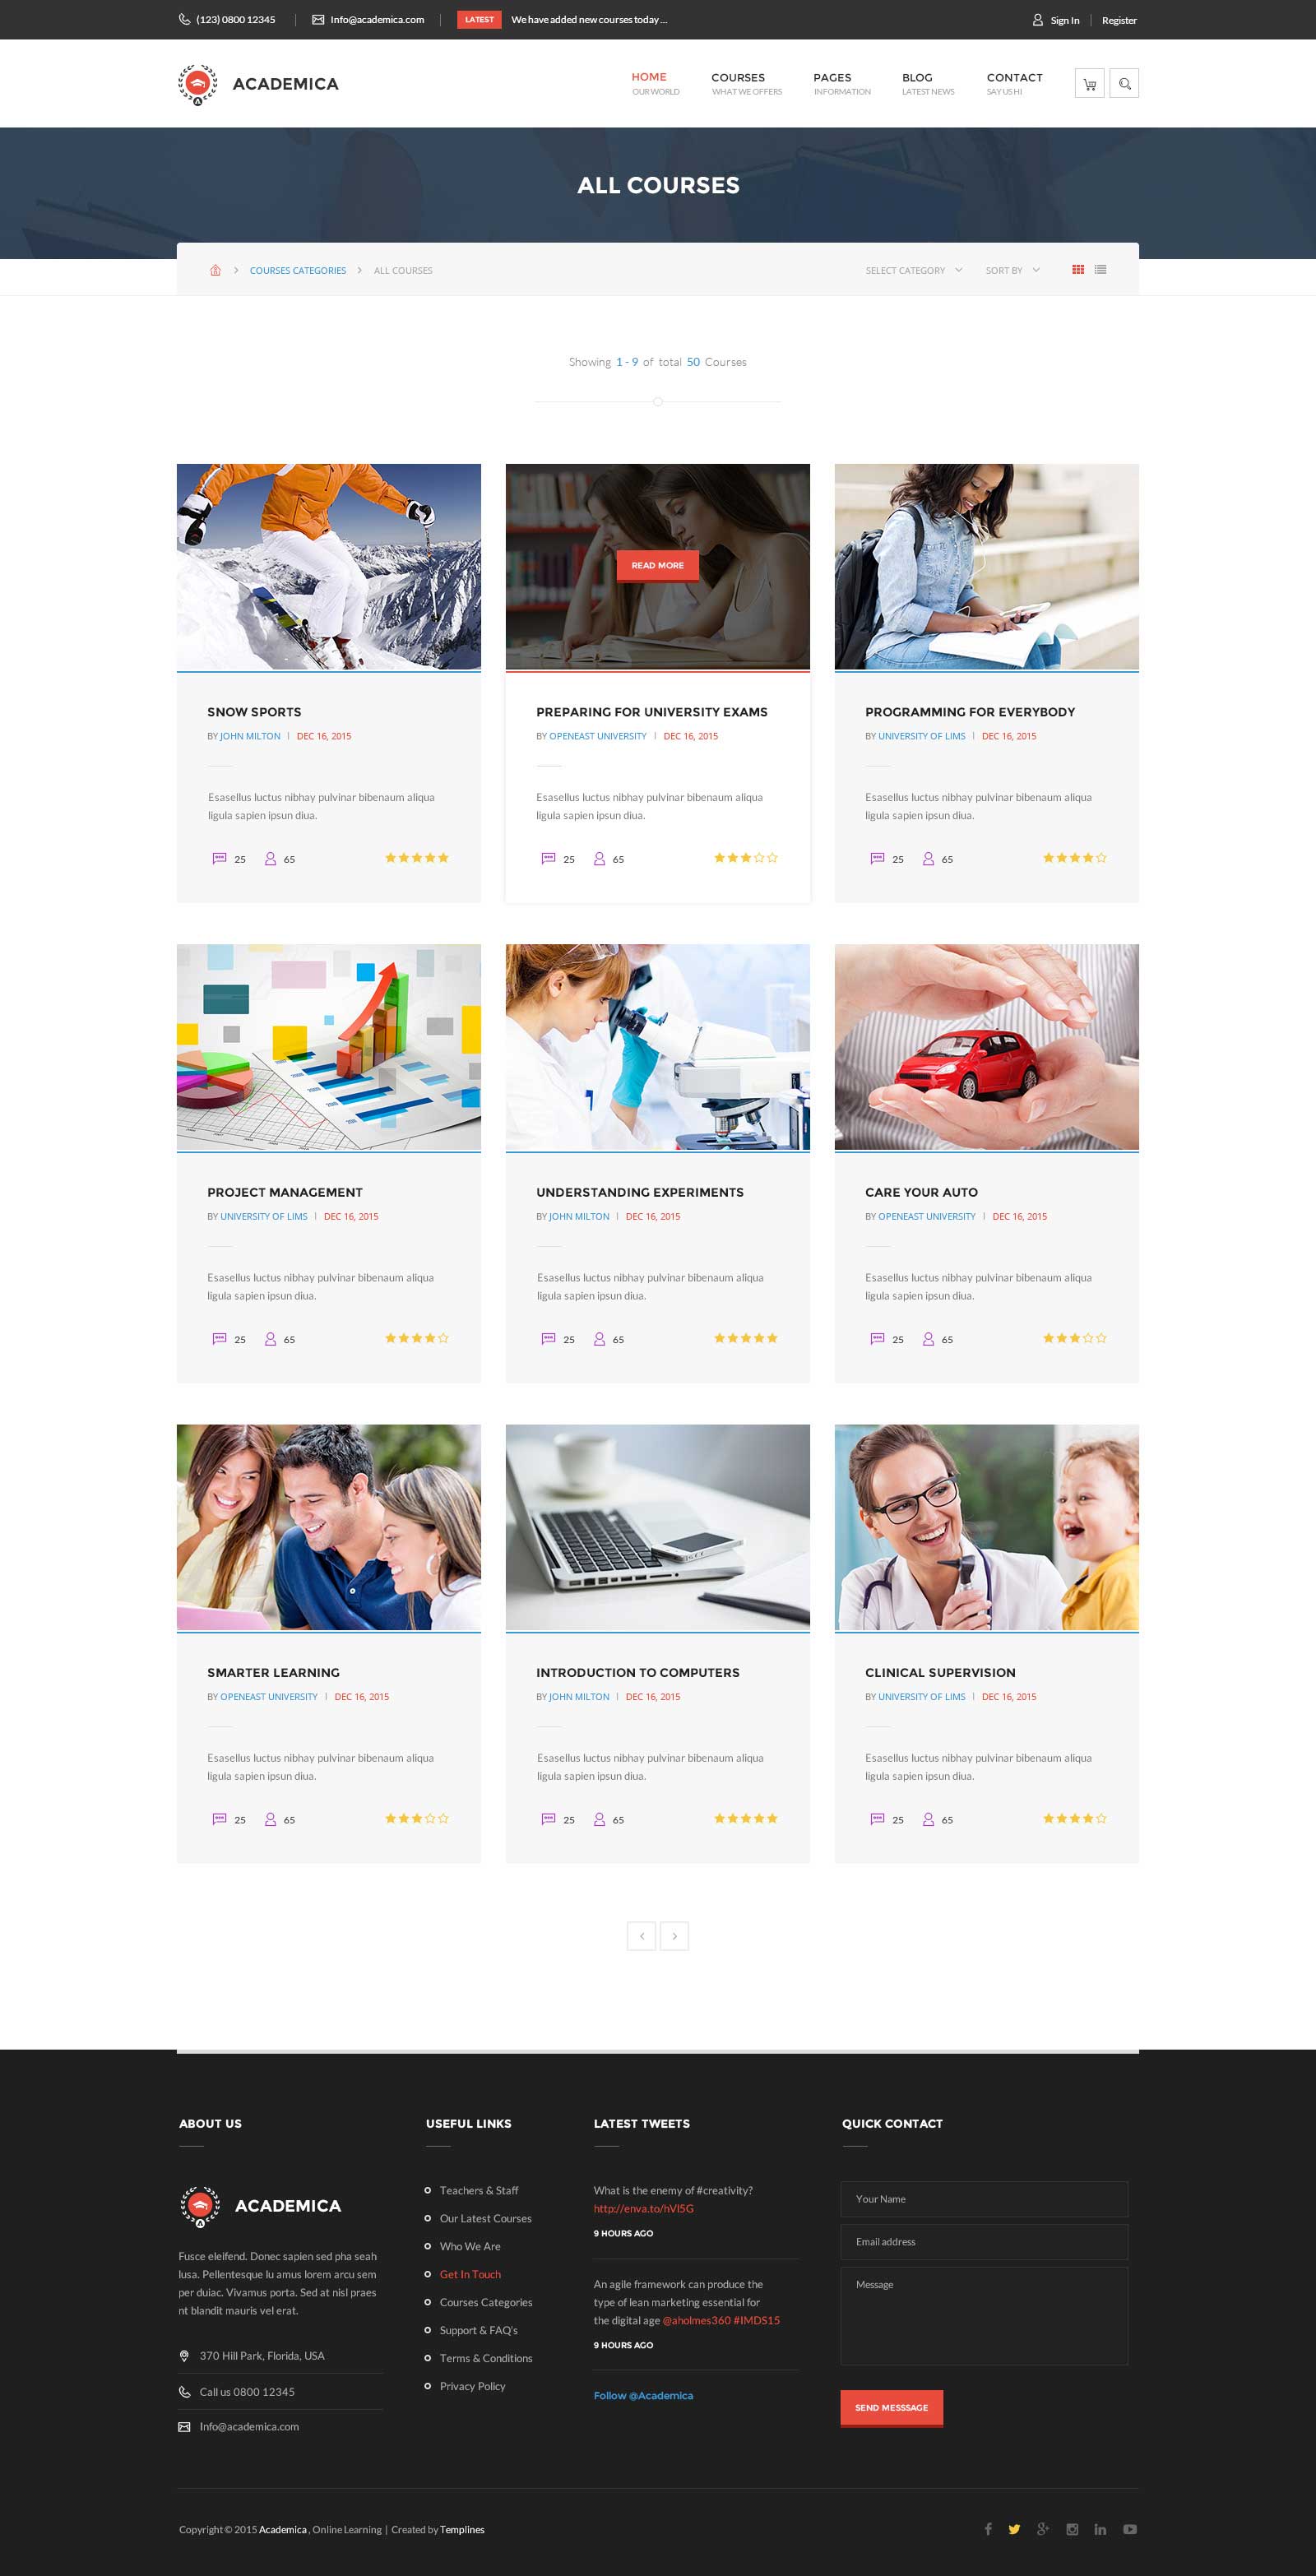 (123) 0800 12345
Info@academica.com
LATEST We have added new courses today ...
Sign In
Register
ACADEMICA
HOME
OUR WORLD
COURSES
WHAT WE OFFERS
PAGES
INFORMATION
BLOG
LATEST NEWS
CONTACT
SAY US HI
ALL COURSES
COURSES CATEGORIES
ALL COURSES
SELECT CATEGORY
SORT BY
Showing 1 - 9 of total 50 Courses
READ MORE
SNOW SPORTS
BY JOHN MILTON | DEC 16, 2015
Esasellus luctus nibhay pulvinar bibenaum aliqua
ligula sapien ipsun diua.
25 65
PREPARING FOR UNIVERSITY EXAMS
BY OPENEAST UNIVERSITY | DEC 16, 2015
Esasellus luctus nibhay pulvinar bibenaum aliqua
ligula sapien ipsun diua.
25 65
PROGRAMMING FOR EVERYBODY
BY UNIVERSITY OF LIMS | DEC 16, 2015
Esasellus luctus nibhay pulvinar bibenaum aliqua
ligula sapien ipsun diua.
25 65
PROJECT MANAGEMENT
BY UNIVERSITY OF LIMS | DEC 16, 2015
Esasellus luctus nibhay pulvinar bibenaum aliqua
ligula sapien ipsun diua.
25 65
UNDERSTANDING EXPERIMENTS
BY JOHN MILTON | DEC 16, 2015
Esasellus luctus nibhay pulvinar bibenaum aliqua
ligula sapien ipsun diua.
25 65
CARE YOUR AUTO
BY OPENEAST UNIVERSITY | DEC 16, 2015
Esasellus luctus nibhay pulvinar bibenaum aliqua
ligula sapien ipsun diua.
25 65
SMARTER LEARNING
BY OPENEAST UNIVERSITY | DEC 16, 2015
Esasellus luctus nibhay pulvinar bibenaum aliqua
ligula sapien ipsun diua.
25 65
INTRODUCTION TO COMPUTERS
BY JOHN MILTON | DEC 16, 2015
Esasellus luctus nibhay pulvinar bibenaum aliqua
ligula sapien ipsun diua.
25 65
CLINICAL SUPERVISION
BY UNIVERSITY OF LIMS | DEC 16, 2015
Esasellus luctus nibhay pulvinar bibenaum aliqua
ligula sapien ipsun diua.
25 65
ABOUT US
ACADEMICA
Fusce eleifend. Donec sapien sed pha seah
lusa. Pellentesque lu amus lorem arcu sem
per duiac. Vivamus porta. Sed at nisl praes
nt blandit mauris vel erat.
370 Hill Park, Florida, USA
Call us 0800 12345
Info@academica.com
USEFUL LINKS
Teachers & Staff
Our Latest Courses
Who We Are
Get In Touch
Courses Categories
Support & FAQ's
Terms & Conditions
Privacy Policy
LATEST TWEETS
What is the enemy of #creativity?
http://enva.to/hVl5G
9 HOURS AGO
An agile framework can produce the
type of lean marketing essential for
the digital age @aholmes360 #IMDS15
9 HOURS AGO
Follow @Academica
QUICK CONTACT
Your Name
Email address
Message
SEND MESSSAGE
Copyright © 2015 Academica , Online Learning | Created by Templines